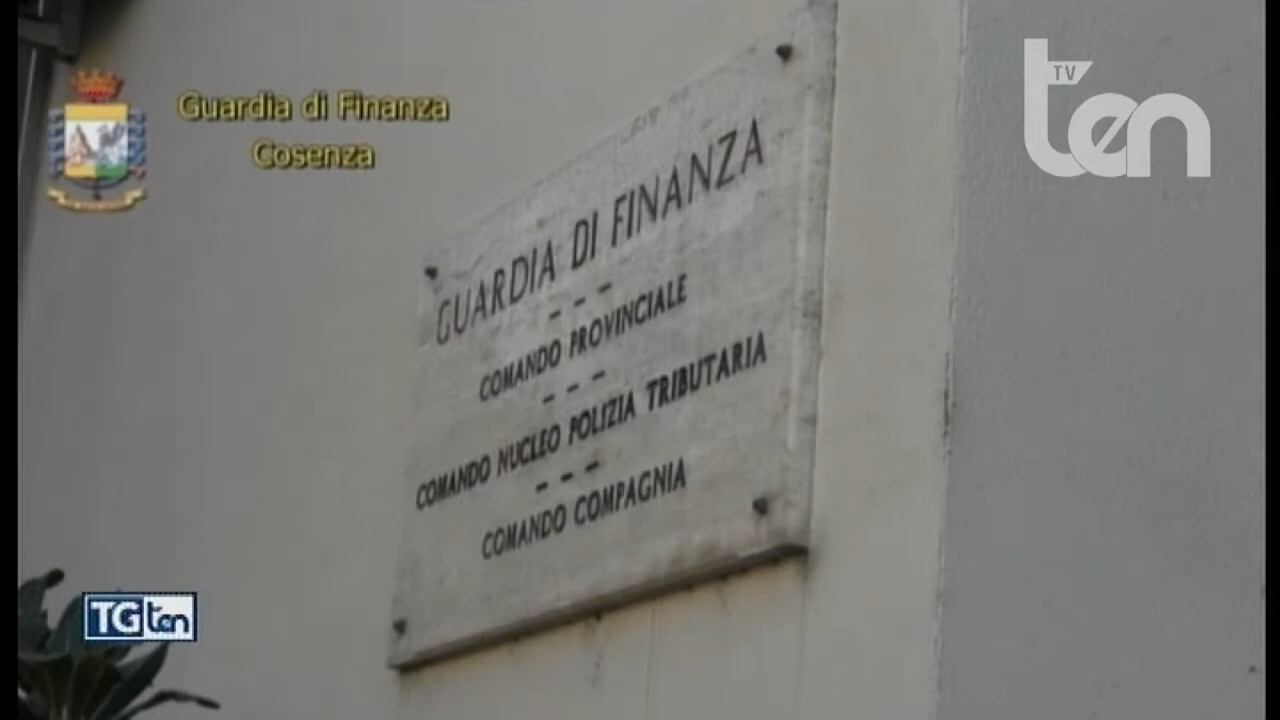 Guardia di Finanza
Cosenza
TV
ten
GUARDIA DI FINANZA
COMANDO PROVINCIALE
COMANDO NUCLEO POLIZIA TRIBUTARIA
COMANDO COMPAGNIA
TG ten